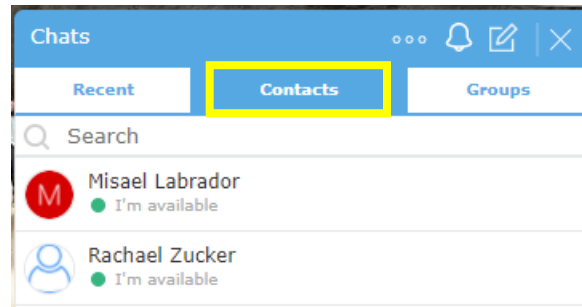 Chats
Recent Contacts Groups
Search
M
Misael Labrador
I'm available
Rachael Zucker
I'm available